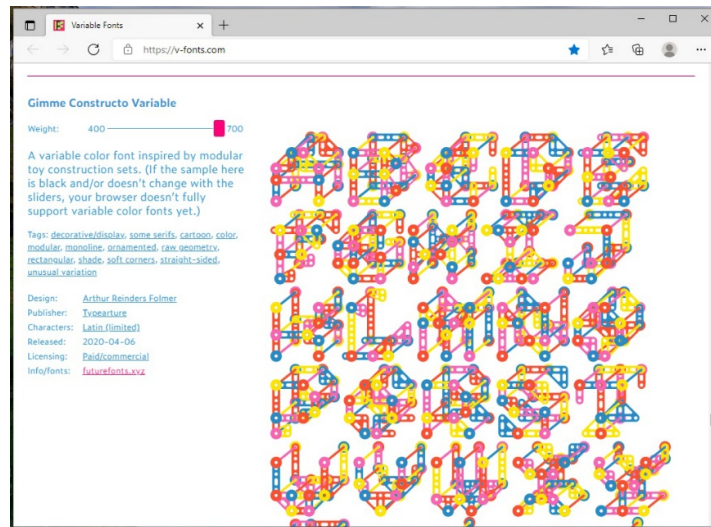 Variable Fonts
https://v-fonts.com
Gimme Constructo Variable
Weight: 400 700
A variable color font inspired by modular
toy construction sets. (If the sample here
is black and/or doesn't change with the
sliders, your browser doesn't fully
support variable color fonts yet.)
Tags: decorative/display, some serifs, cartoon, color,
modular, monoline, ornamented, raw geometry,
rectangular, shade, soft corners, straight-sided,
unusual variation
Design: Arthur Reinders Folmer
Publisher: Typearture
Characters: Latin (limited)
Released: 2020-04-06
Licensing: Paid/commercial
Info/fonts: futurefonts.xyz